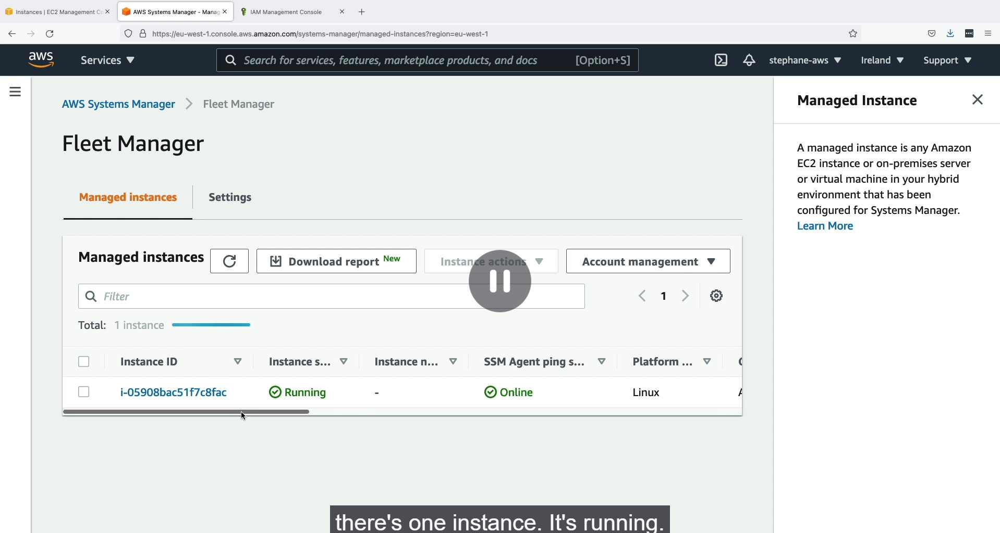 Instances | EC2 Management Co
AWS Systems Manager - Manag
IAM Management Console
https://eu-west-1.console.aws.amazon.com/systems-manager/managed-instances?region=eu-west-1
aws
Services
Search for services, features, marketplace products, and docs
[Option+S]
stephane-aws
Ireland
Support
AWS Systems Manager
Fleet Manager
Managed Instance
Fleet Manager
A managed instance is any Amazon
EC2 instance or on-premises server
or virtual machine in your hybrid
environment that has been
configured for Systems Manager.
Learn More
Managed instances
Settings
Managed instances
Download report New
Instance actions
Account management
Filter
1
Total: 1 instance
Instance ID
Instance s...
Instance n...
SSM Agent ping s...
Platform ...
i-05908bac51f7c8fac
Running
-
Online
Linux
there's one instance. It's running.